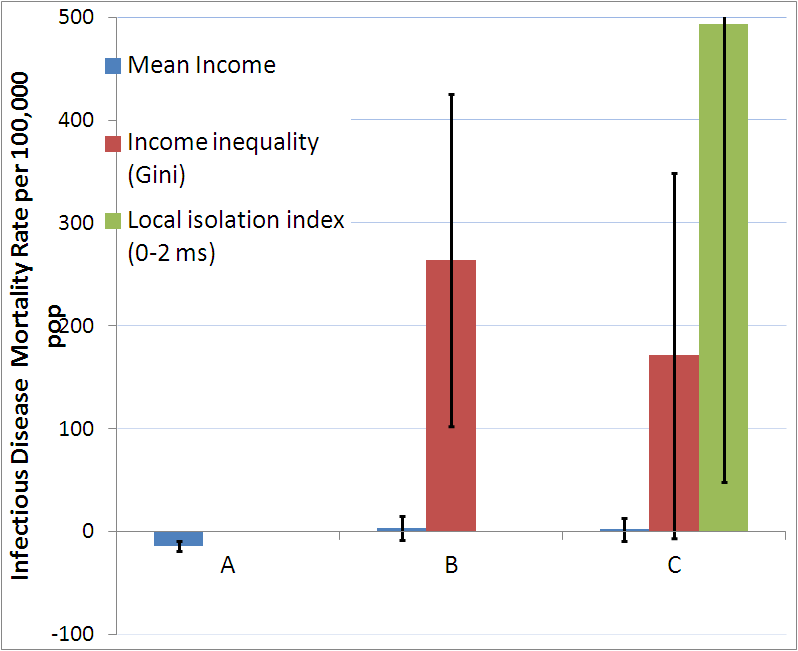 Infectious Disease  Mortality Rate per 100,000
pop
500
400
300
200
100
0
-100
Mean Income
Income inequality
(Gini)
Local isolation index
(0-2 ms)
A
B
C